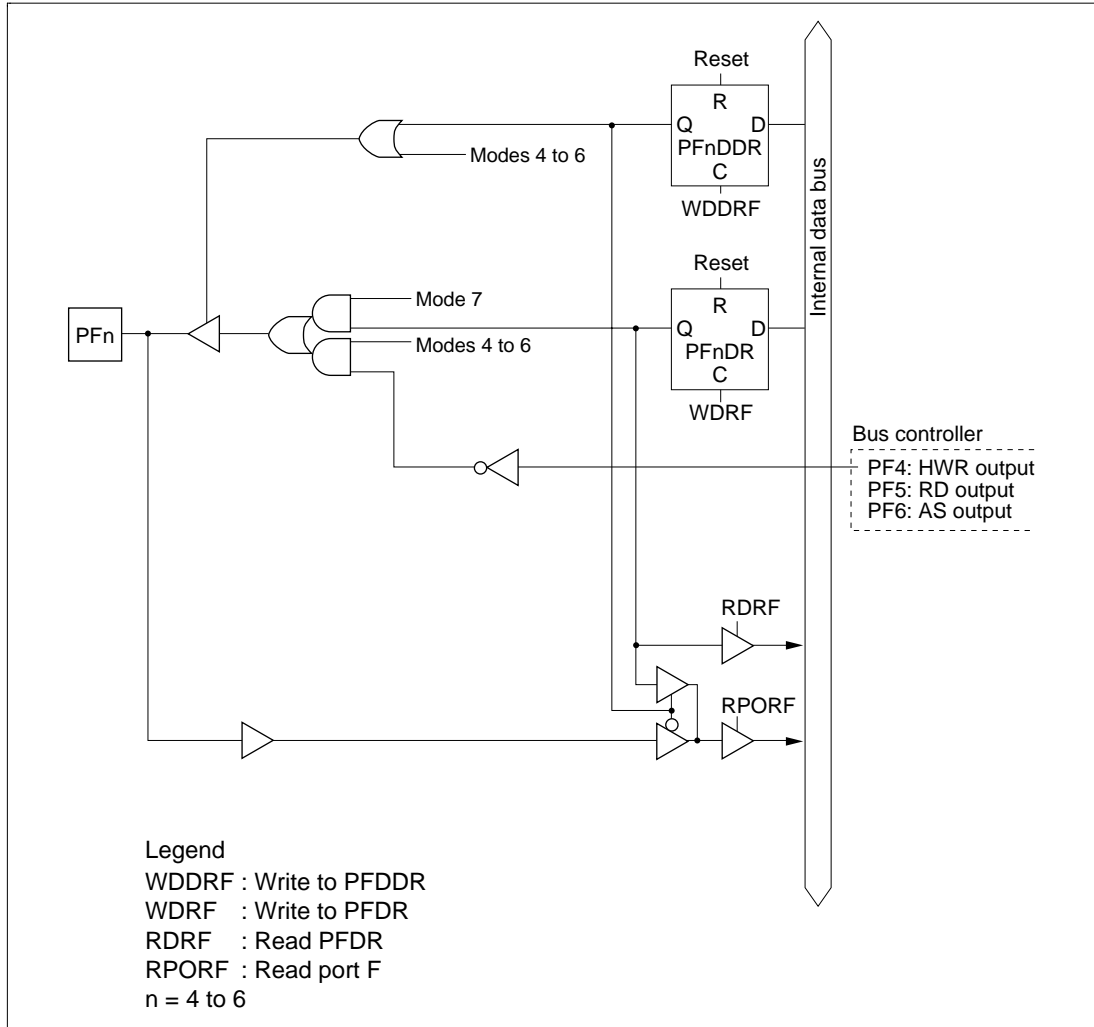 Reset
R
Q D
PFnDDR
C
WDDRF
Modes 4 to 6
Internal data bus
Reset
R
Q D
PFnDR
C
WDRF
Mode 7
Modes 4 to 6
PFn
Bus controller
PF4: HWR output
PF5: RD output
PF6: AS output
RDRF
RPORF
Legend
WDDRF : Write to PFDDR
WDRF : Write to PFDR
RDRF : Read PFDR
RPORF : Read port F
n = 4 to 6